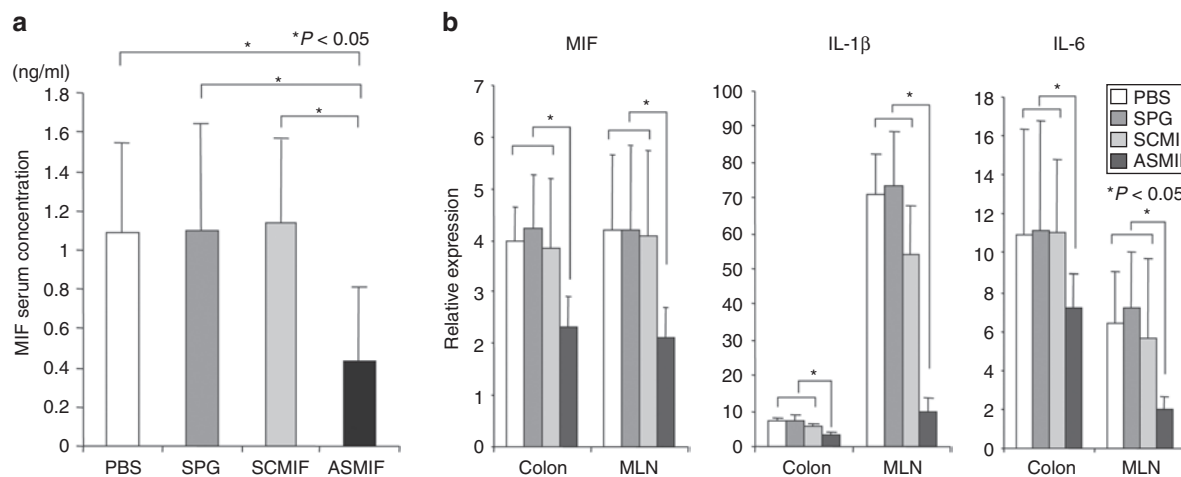 a
*P < 0.05
*
(ng/ml)
*
*
MIF serum concentration
1.8
1.6
1.4
1.2
1
0.8
0.6
0.4
0.2
0
PBS SPG SCMIF ASMIF
b
MIF IL-1β IL-6
Relative expression
7
6
5
4
3
2
1
0
* *
Colon MLN
100
90
80
70
60
50
40
30
20
10
0
* *
Colon MLN
18
16
14
12
10
8
6
4
2
0
* *
Colon MLN
PBS
SPG
SCMI
ASMIF
*P < 0.05